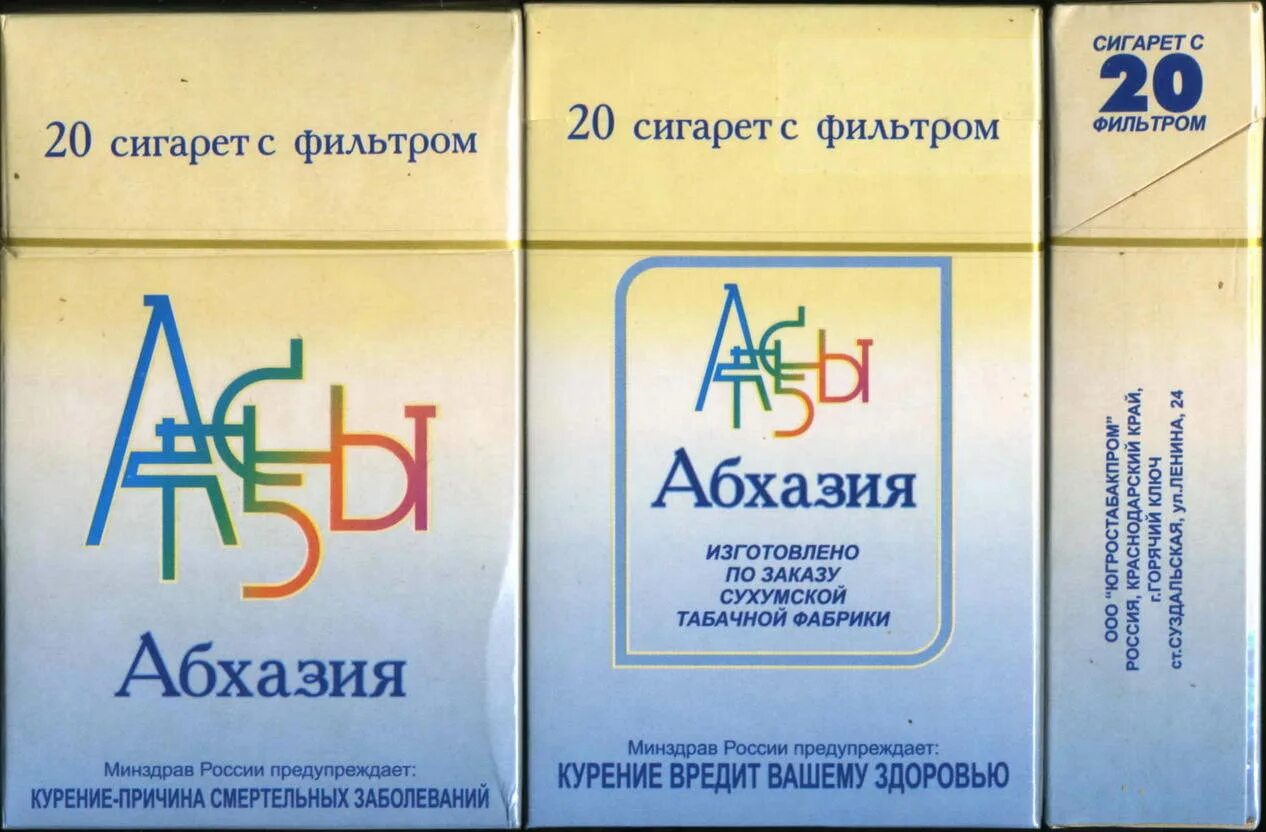 20 сигарет с фильтром
Абхазия
Минздрав России предупреждает:
КУРЕНИЕ-ПРИЧИНА СМЕРТЕЛЬНЫХ ЗАБОЛЕВАНИЙ
20 сигарет с фильтром
Абхазия
ИЗГОТОВЛЕНО
ПО ЗАКАЗУ
СУХУМСКОЙ
ТАБАЧНОЙ ФАБРИКИ
Минздрав России предупреждает:
КУРЕНИЕ ВРЕДИТ ВАШЕМУ ЗДОРОВЬЮ
СИГАРЕТ С
20
ФИЛЬТРОМ
ООО "ЮГРОСТАБАКПРОМ"
РОССИЯ, КРАСНОДАРСКИЙ КРАЙ,
г.ГОРЯЧИЙ КЛЮЧ
ст.СУЗДАЛЬСКАЯ, ул.ЛЕНИНА, 24